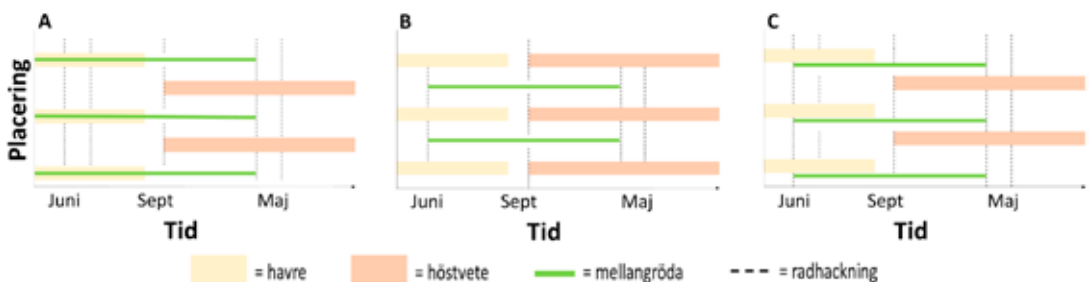 A
B
C
Placering
Juni Sept Maj
Juni Sept Maj
Juni Sept Maj
Tid
Tid
Tid
= havre = höstvete = mellangröda = radhackning